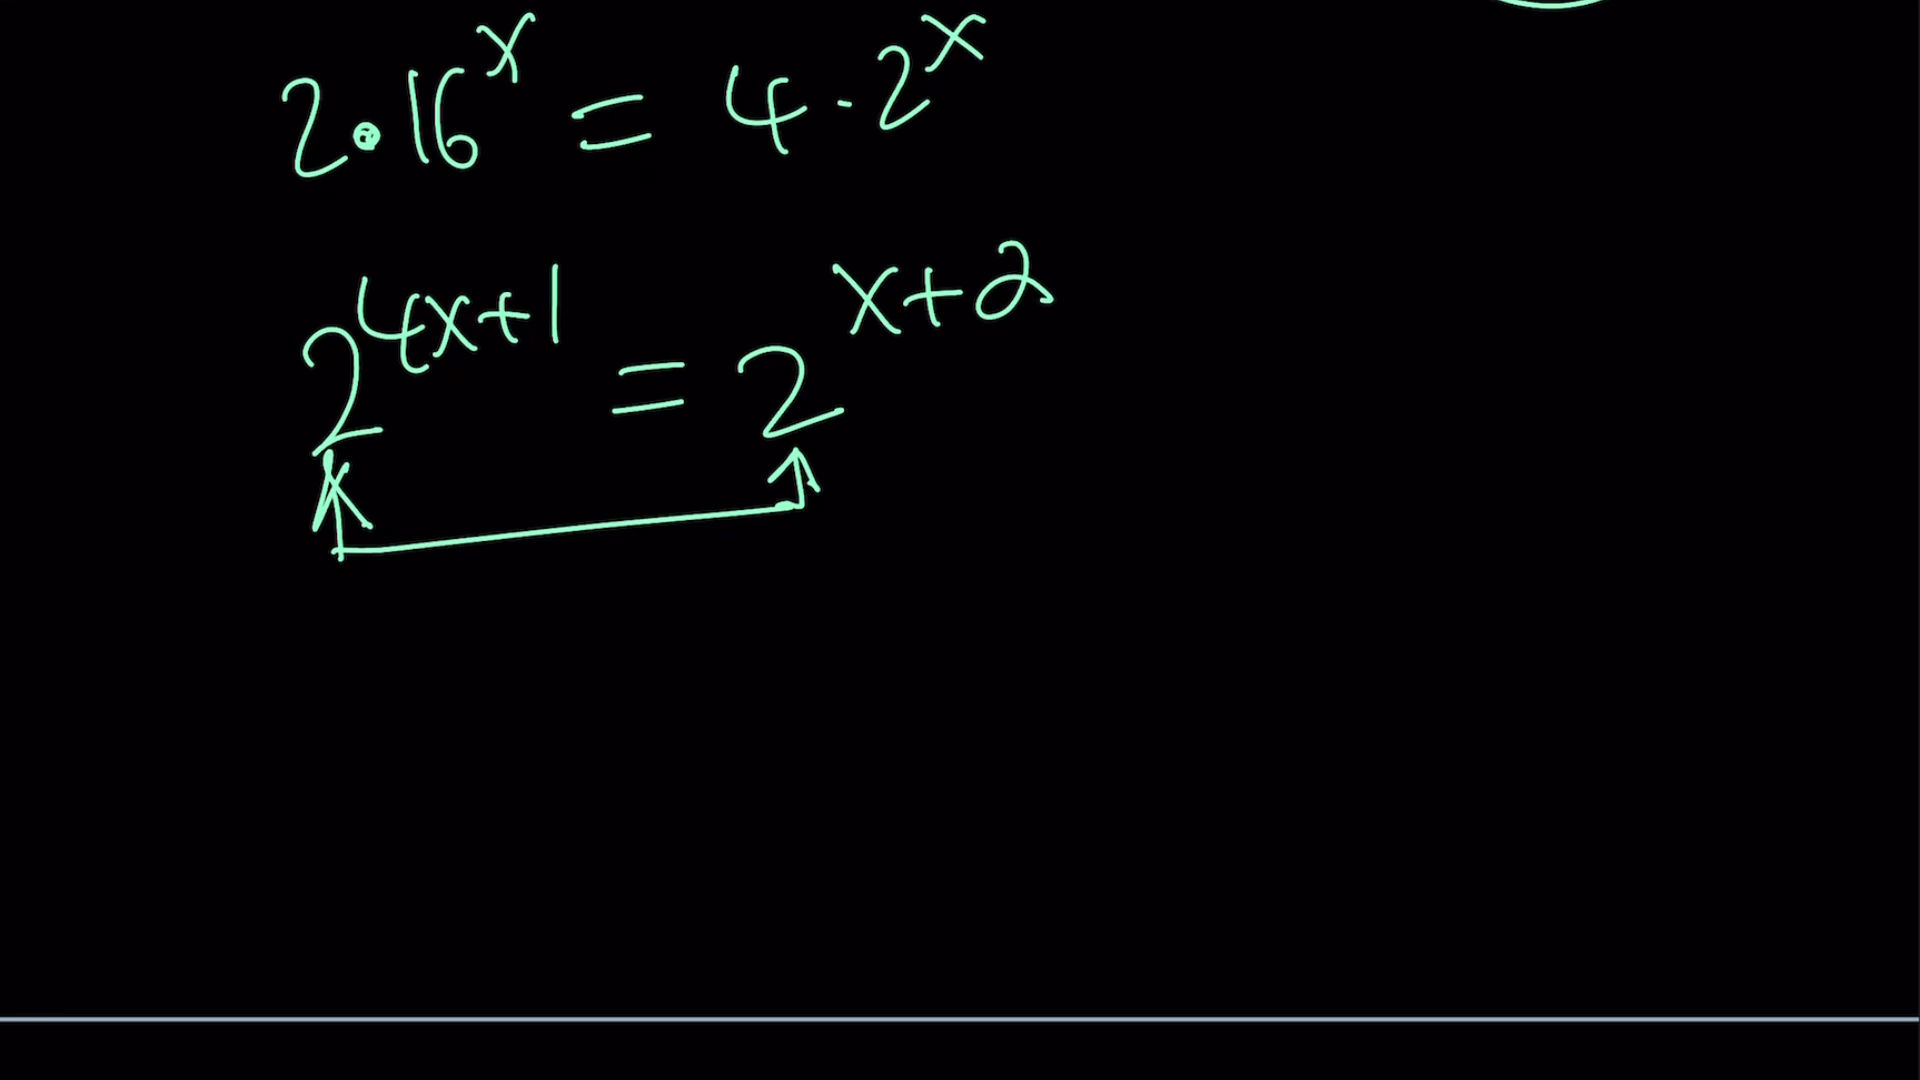 2 • 16^x = 4 · 2^x
2^{4x+1} = 2^{x+2}